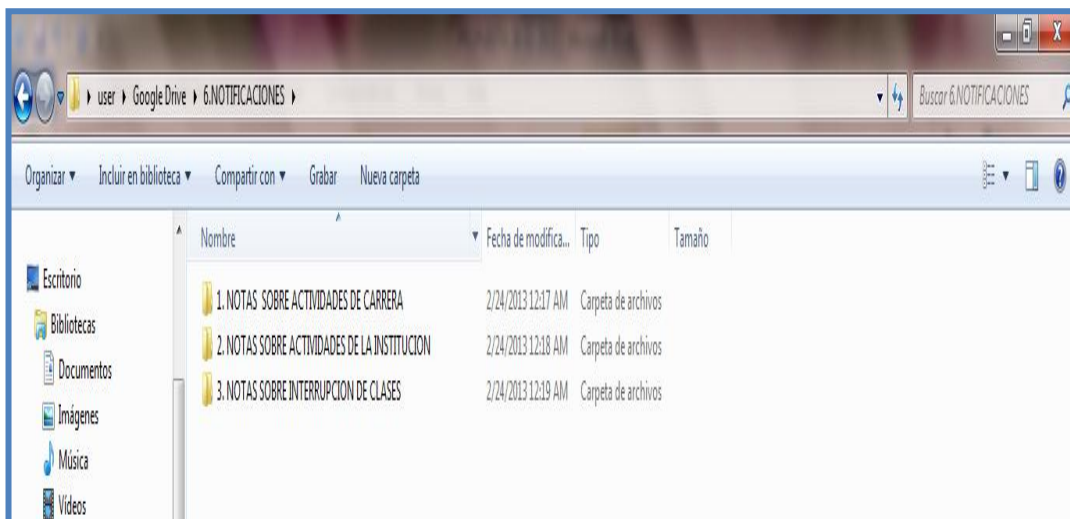 user ▸ Google Drive ▸ 6.NOTIFICACIONES ▸
Buscar 6.NOTIFICACIONES
Organizar Incluir en biblioteca Compartir con Grabar Nueva carpeta
Nombre Fecha de modifica... Tipo Tamaño
Escritorio
Bibliotecas
Documentos
Imágenes
Música
Vídeos
1. NOTAS SOBRE ACTIVIDADES DE CARRERA 2/24/2013 12:17 AM Carpeta de archivos
2. NOTAS SOBRE ACTIVIDADES DE LA INSTITUCION 2/24/2013 12:18 AM Carpeta de archivos
3. NOTAS SOBRE INTERRUPCION DE CLASES 2/24/2013 12:19 AM Carpeta de archivos